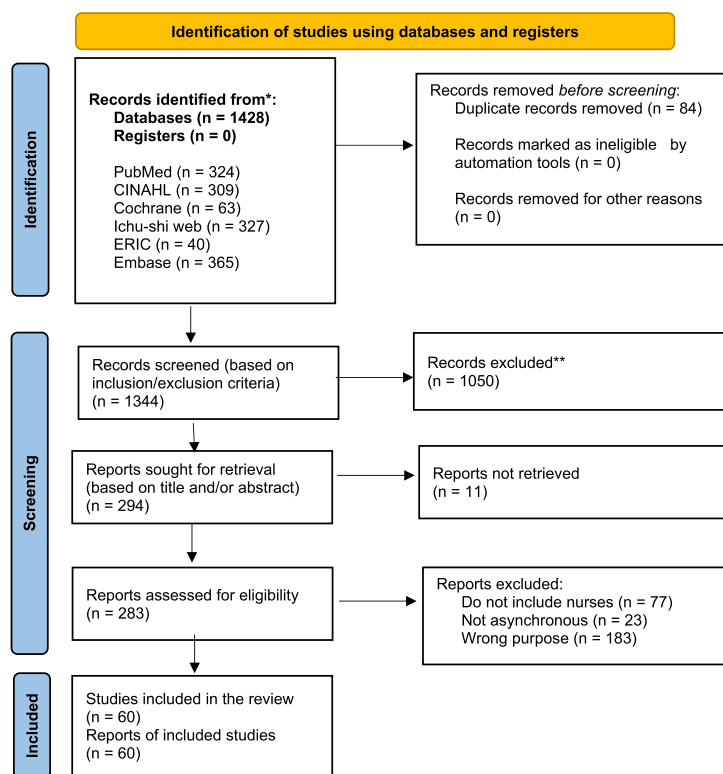 Identification of studies using databases and registers
Identification
Records identified from*:
Databases (n = 1428)
Registers (n = 0)
PubMed (n = 324)
CINAHL (n = 309)
Cochrane (n = 63)
Ichu-shi web (n = 327)
ERIC (n = 40)
Embase (n = 365)
Records removed before screening:
Duplicate records removed (n = 84)
Records marked as ineligible by
automation tools (n = 0)
Records removed for other reasons
(n = 0)
Screening
Records screened (based on
inclusion/exclusion criteria)
(n = 1344)
Records excluded**
(n = 1050)
Reports sought for retrieval
(based on title and/or abstract)
(n = 294)
Reports not retrieved
(n = 11)
Reports assessed for eligibility
(n = 283)
Reports excluded:
Do not include nurses (n = 77)
Not asynchronous (n = 23)
Wrong purpose (n = 183)
Included
Studies included in the review
(n = 60)
Reports of included studies
(n = 60)